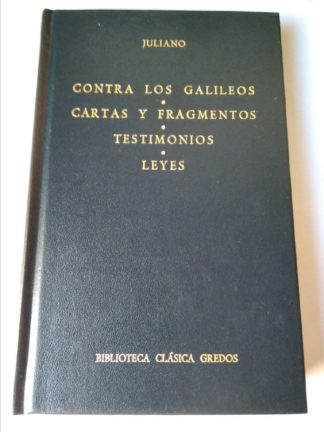 JULIANO
CONTRA LOS GALILEOS
•
CARTAS Y FRAGMENTOS
•
TESTIMONIOS
•
LEYES
BIBLIOTECA CLÁSICA GREDOS